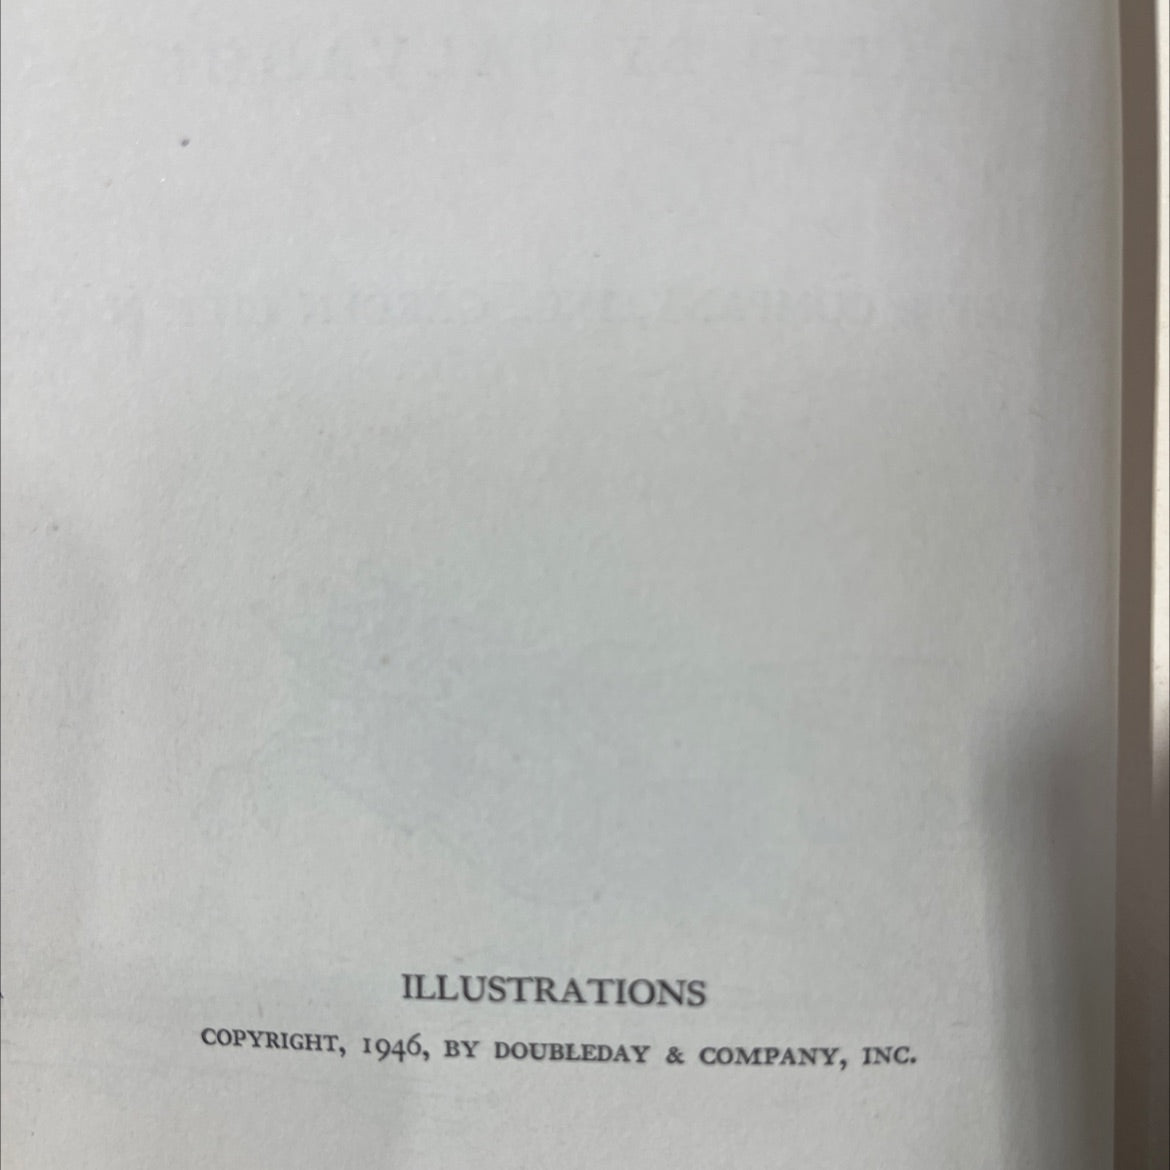 ILLUSTRATIONS
COPYRIGHT, 1946, BY DOUBLEDAY & COMPANY, INC.